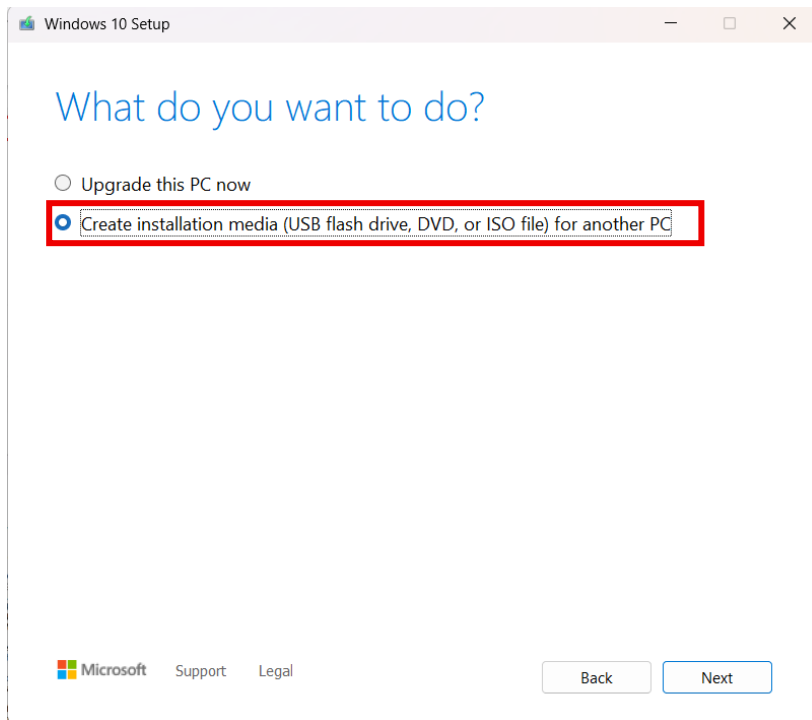 Windows 10 Setup
What do you want to do?
Upgrade this PC now
Create installation media (USB flash drive, DVD, or ISO file) for another PC
Microsoft Support Legal Back Next